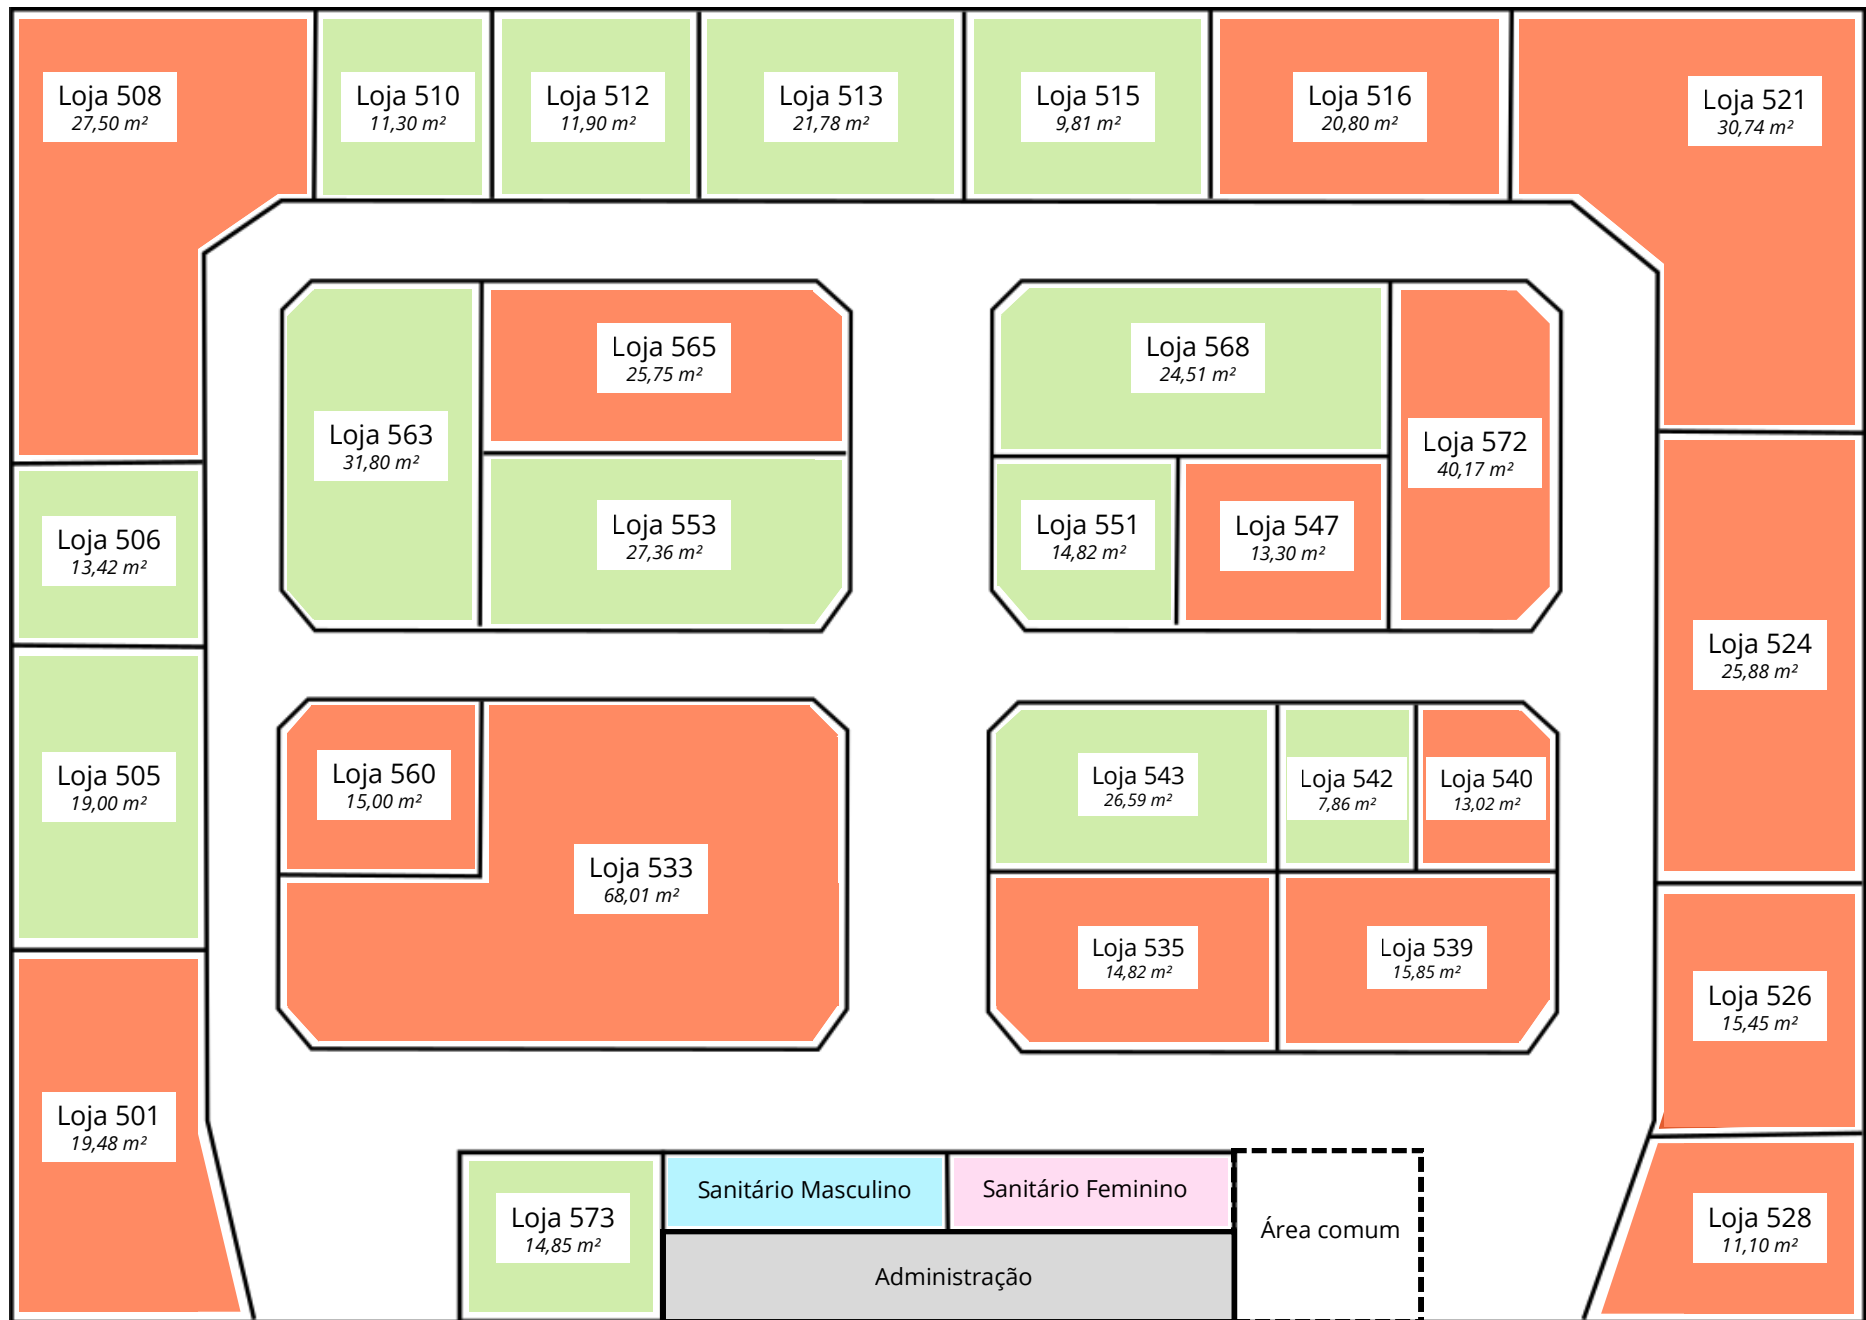 Loja 508
27,50 m²
Loja 510
11,30 m²
Loja 512
11,90 m²
Loja 513
21,78 m²
Loja 515
9,81 m²
Loja 516
20,80 m²
Loja 521
30,74 m²
Loja 563
31,80 m²
Loja 565
25,75 m²
Loja 553
27,36 m²
Loja 568
24,51 m²
Loja 551
14,82 m²
Loja 547
13,30 m²
Loja 572
40,17 m²
Loja 506
13,42 m²
Loja 505
19,00 m²
Loja 524
25,88 m²
Loja 560
15,00 m²
Loja 533
68,01 m²
Loja 543
26,59 m²
Loja 542
7,86 m²
Loja 540
13,02 m²
Loja 535
14,82 m²
Loja 539
15,85 m²
Loja 526
15,45 m²
Loja 501
19,48 m²
Loja 573
14,85 m²
Sanitário Masculino
Sanitário Feminino
Administração
Área comum
Loja 528
11,10 m²